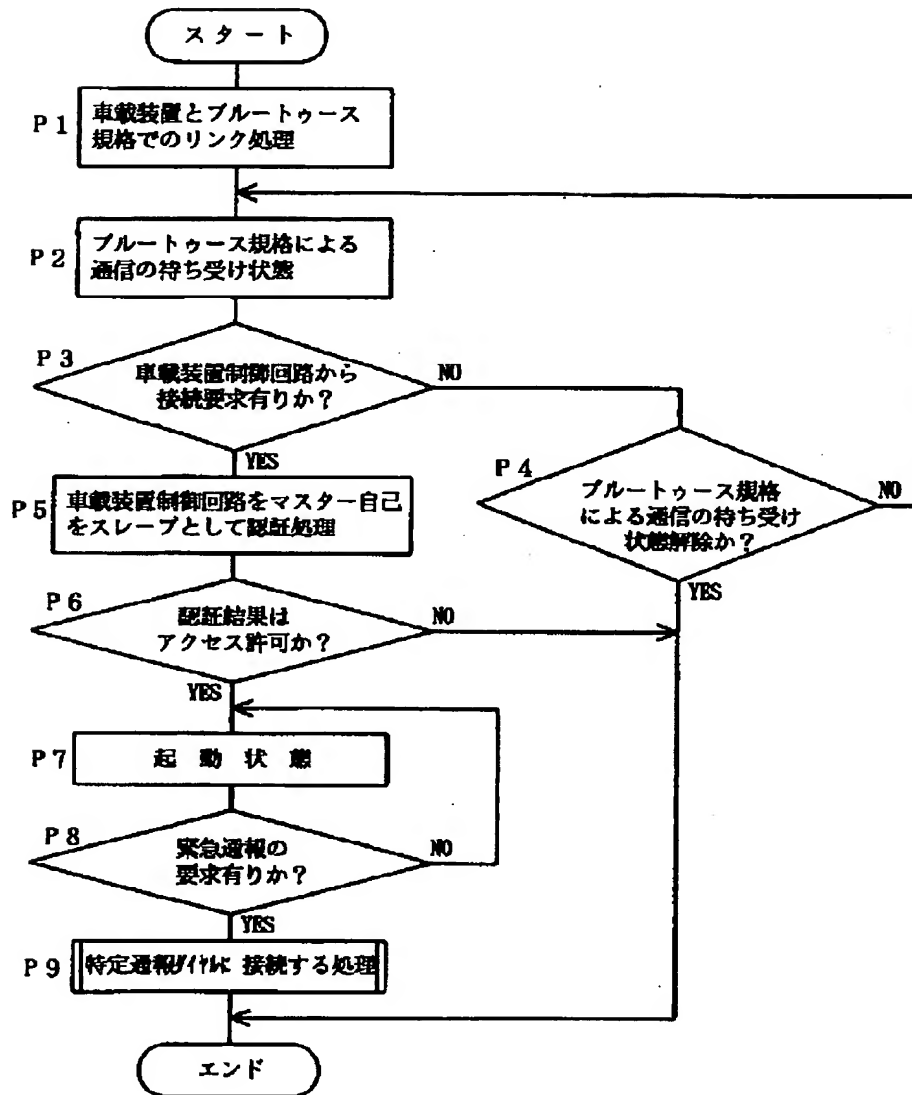 スタート
P1
車載装置とブルートゥース
規格でのリンク処理
P2
ブルートゥース規格による
通信の待ち受け状態
P3
車載装置制御回路から
接続要求有りか?
NO
YES
P4
ブルートゥース規格
による通信の待ち受け
状態解除か?
NO
YES
P5
車載装置制御回路をマスター自己
をスレーブとして認証処理
P6
認証結果は
アクセス許可か?
NO
YES
P7
起動状態
P8
緊急通報の
要求有りか?
NO
YES
P9
特定通報ダイヤルに接続する処理
エンド